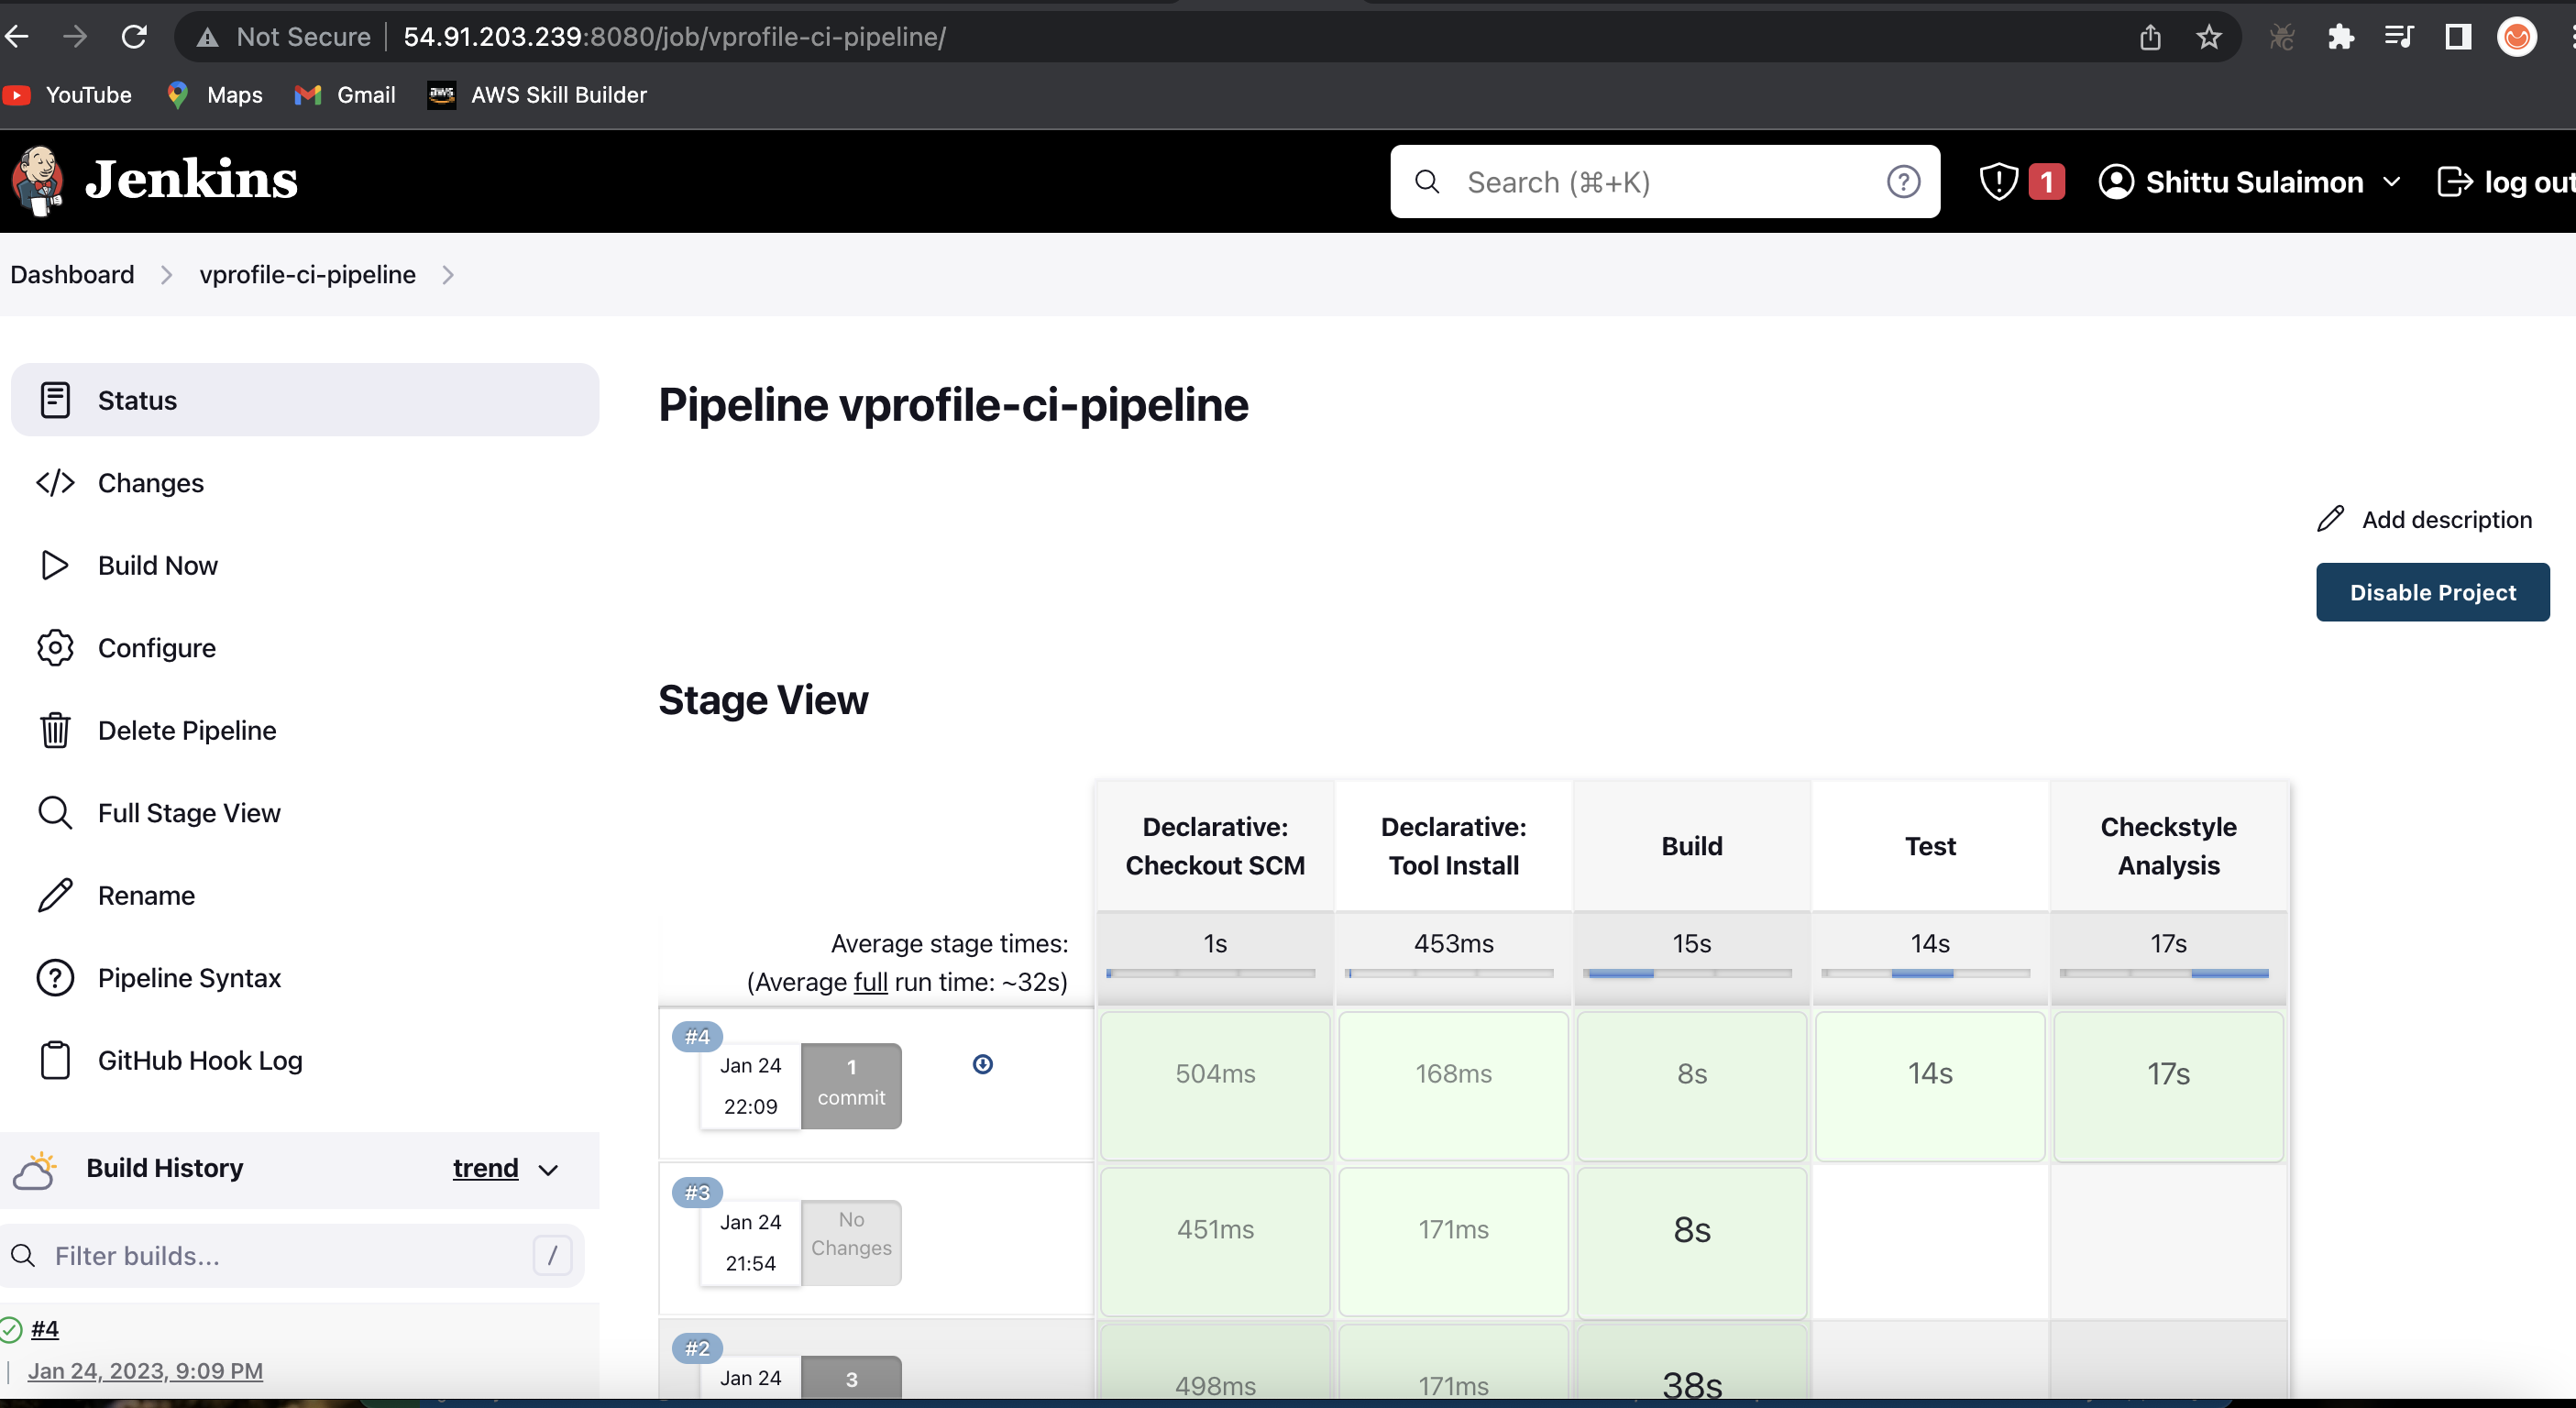 Not Secure
54.91.203.239:8080/job/vprofile-ci-pipeline/
YouTube
Maps
Gmail
aws
AWS Skill Builder
Jenkins
Search (⌘+K)
?
1
Shittu Sulaimon
log out
Dashboard
vprofile-ci-pipeline
Status
Changes
Build Now
Configure
Delete Pipeline
Full Stage View
Rename
Pipeline Syntax
GitHub Hook Log
Build History
trend
Filter builds...
/
#4
Jan 24, 2023, 9:09 PM
Pipeline vprofile-ci-pipeline
Add description
Disable Project
Stage View
Declarative:
Checkout SCM
Declarative:
Tool Install
Build
Test
Checkstyle
Analysis
Average stage times:
(Average full run time: ~32s)
1s
453ms
15s
14s
17s
#4
Jan 24
22:09
1
commit
504ms
168ms
8s
14s
17s
#3
Jan 24
21:54
No
Changes
451ms
171ms
8s
#2
Jan 24
3
498ms
171ms
38s